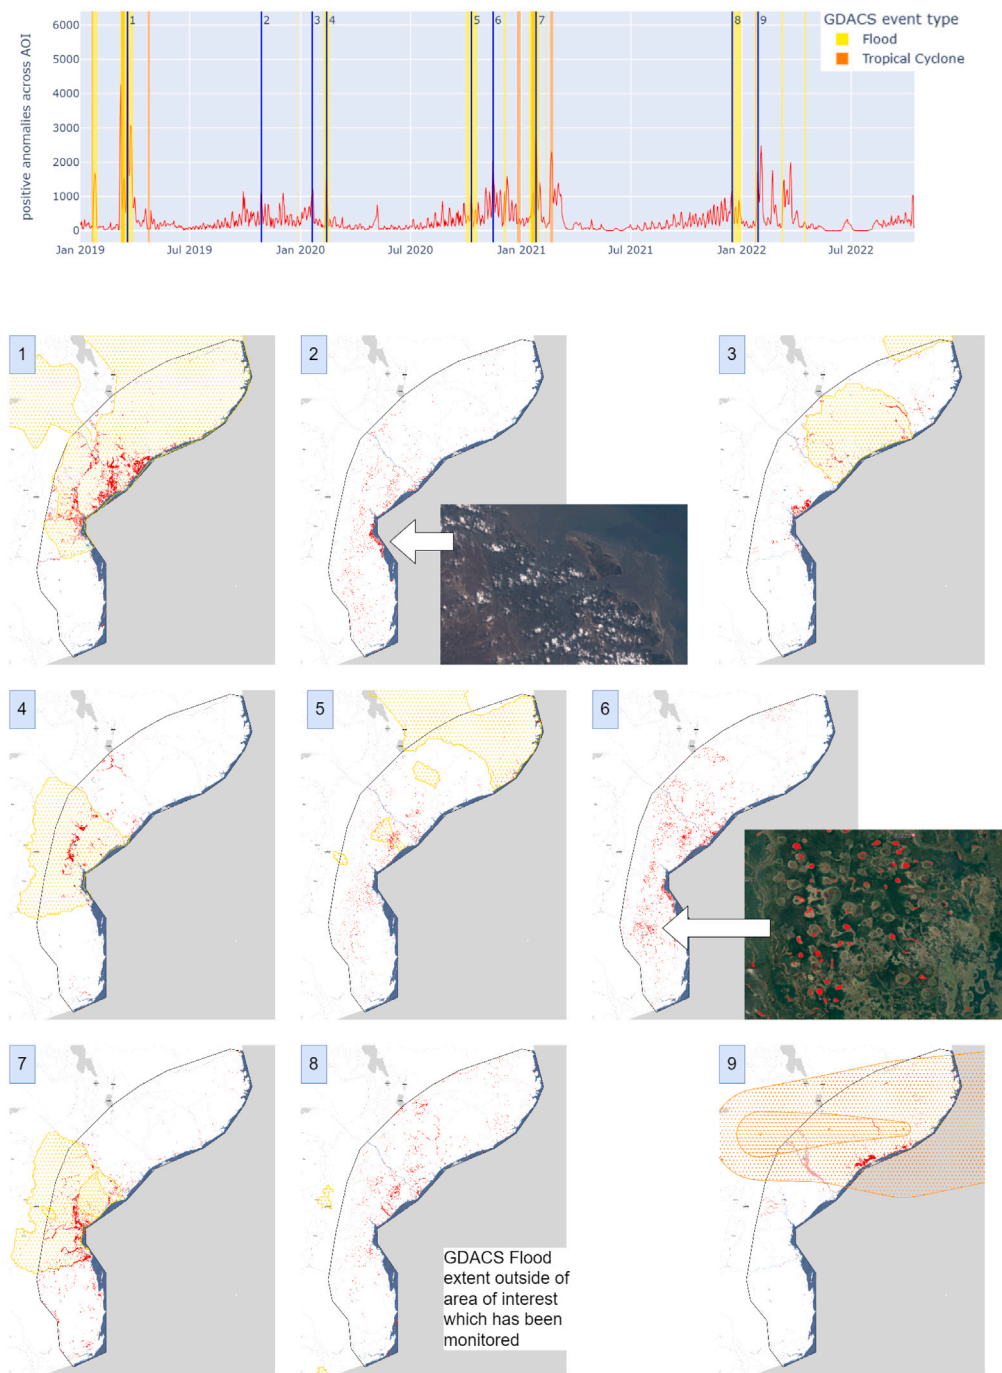 GDACS event type
Flood
Tropical Cyclone
positive anomalies across AOI
6000
5000
4000
3000
2000
1000
0
1 2 3 4 5 6 7 8 9
Jan 2019 Jul 2019 Jan 2020 Jul 2020 Jan 2021 Jul 2021 Jan 2022 Jul 2022
1 2 3
4 5 6
7 8 9
GDACS Flood
extent outside of
area of interest
which has been
monitored